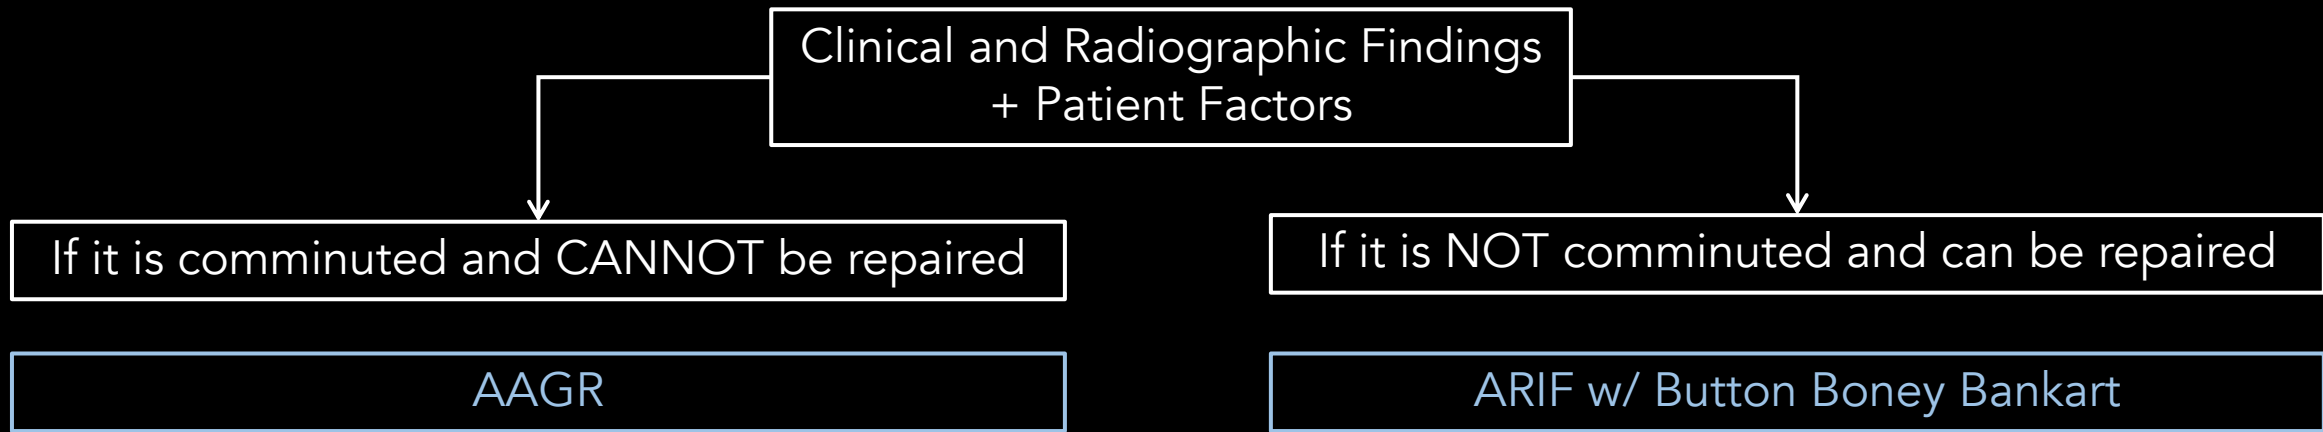 Clinical and Radiographic Findings
+ Patient Factors
If it is comminuted and CANNOT be repaired
If it is NOT comminuted and can be repaired
AAGR
ARIF w/ Button Boney Bankart